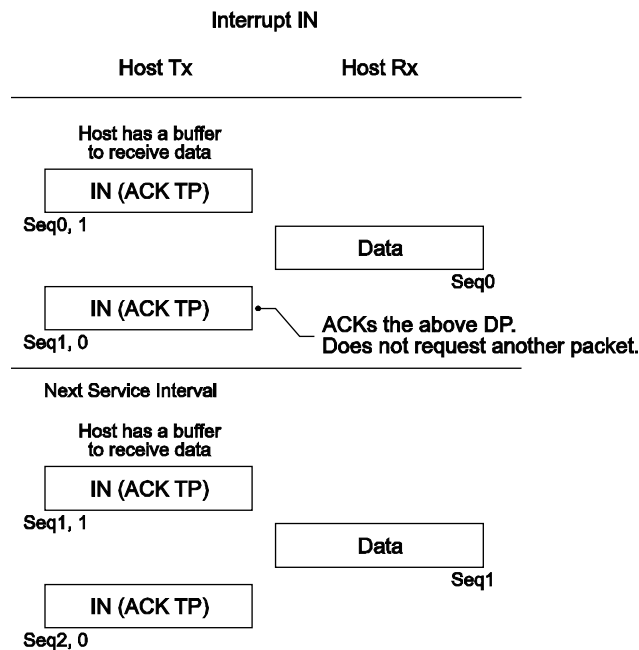 Interrupt IN
Host Tx
Host Rx
Host has a buffer
to receive data
IN (ACK TP)
Seq0, 1
Data
Seq0
IN (ACK TP)
Seq1, 0
ACKs the above DP.
Does not request another packet.
Next Service Interval
Host has a buffer
to receive data
IN (ACK TP)
Seq1, 1
Data
Seq1
IN (ACK TP)
Seq2, 0